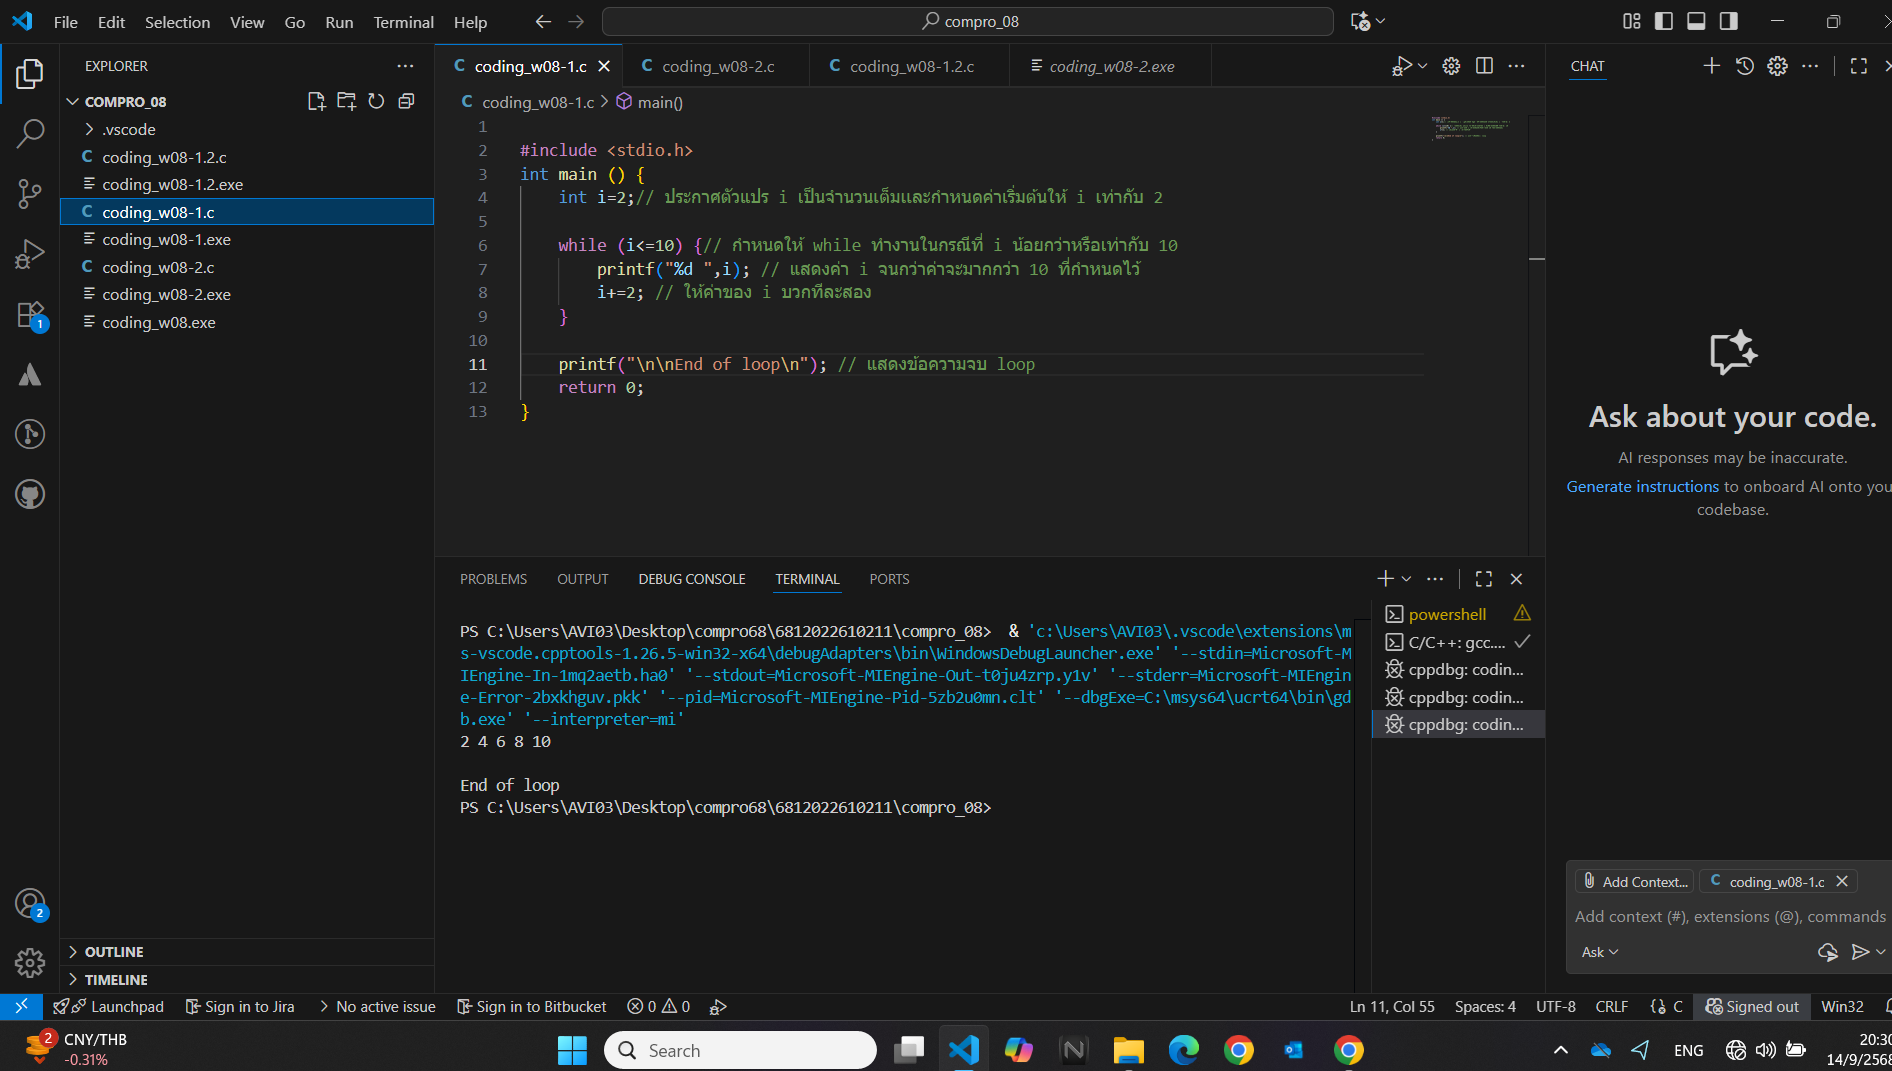 File Edit Selection View Go Run Terminal Help
compro_08
EXPLORER
COMPRO_08
.vscode
coding_w08-1.2.c
coding_w08-1.2.exe
coding_w08-1.c
coding_w08-1.exe
coding_w08-2.c
coding_w08-2.exe
coding_w08.exe
OUTLINE
TIMELINE
coding_w08-1.c coding_w08-2.c coding_w08-1.2.c coding_w08-2.exe
coding_w08-1.c > main()
1
2 #include <stdio.h>
3 int main () {
4 int i=2;// ประกาศตัวแปร i เป็นจำนวนเต็มและกำหนดค่าเริ่มต้นให้ i เท่ากับ 2
5
6 while (i<=10) {// กำหนดให้ while ทำงานในกรณีที่ i น้อยกว่าหรือเท่ากับ 10
7 printf("%d ",i); // แสดงค่า i จนกว่าค่าจะมากกว่า 10 ที่กำหนดไว้
8 i+=2; // ให้ค่าของ i บวกทีละสอง
9 }
10
11 printf("\n\nEnd of loop\n"); // แสดงข้อความจบ loop
12 return 0;
13 }
PROBLEMS OUTPUT DEBUG CONSOLE TERMINAL PORTS
PS C:\Users\AVI03\Desktop\compro68\6812022610211\compro_08> & 'c:\Users\AVI03\.vscode\extensions\m
s-vscode.cpptools-1.26.5-win32-x64\debugAdapters\bin\WindowsDebugLauncher.exe' '--stdin=Microsoft-M
IEngine-In-1mq2aetb.ha0' '--stdout=Microsoft-MIEngine-Out-t0ju4zrp.y1v' '--stderr=Microsoft-MIEngin
e-Error-2bxkhguv.pkk' '--pid=Microsoft-MIEngine-Pid-5zb2u0mn.clt' '--dbgExe=C:\msys64\ucrt64\bin\gd
b.exe' '--interpreter=mi'
2 4 6 8 10
End of loop
PS C:\Users\AVI03\Desktop\compro68\6812022610211\compro_08>
powershell
C/C++: gcc....
cppdbg: codin...
cppdbg: codin...
cppdbg: codin...
CHAT
Ask about your code.
AI responses may be inaccurate.
Generate instructions to onboard AI onto you
codebase.
Add Context... coding_w08-1.c
Add context (#), extensions (@), commands
Ask
1
2
Launchpad Sign in to Jira No active issue Sign in to Bitbucket 0 0
Ln 11, Col 55 Spaces: 4 UTF-8 CRLF {} C Signed out Win32
2
CNY/THB
-0.31%
Search
ENG
20:30
14/9/2568